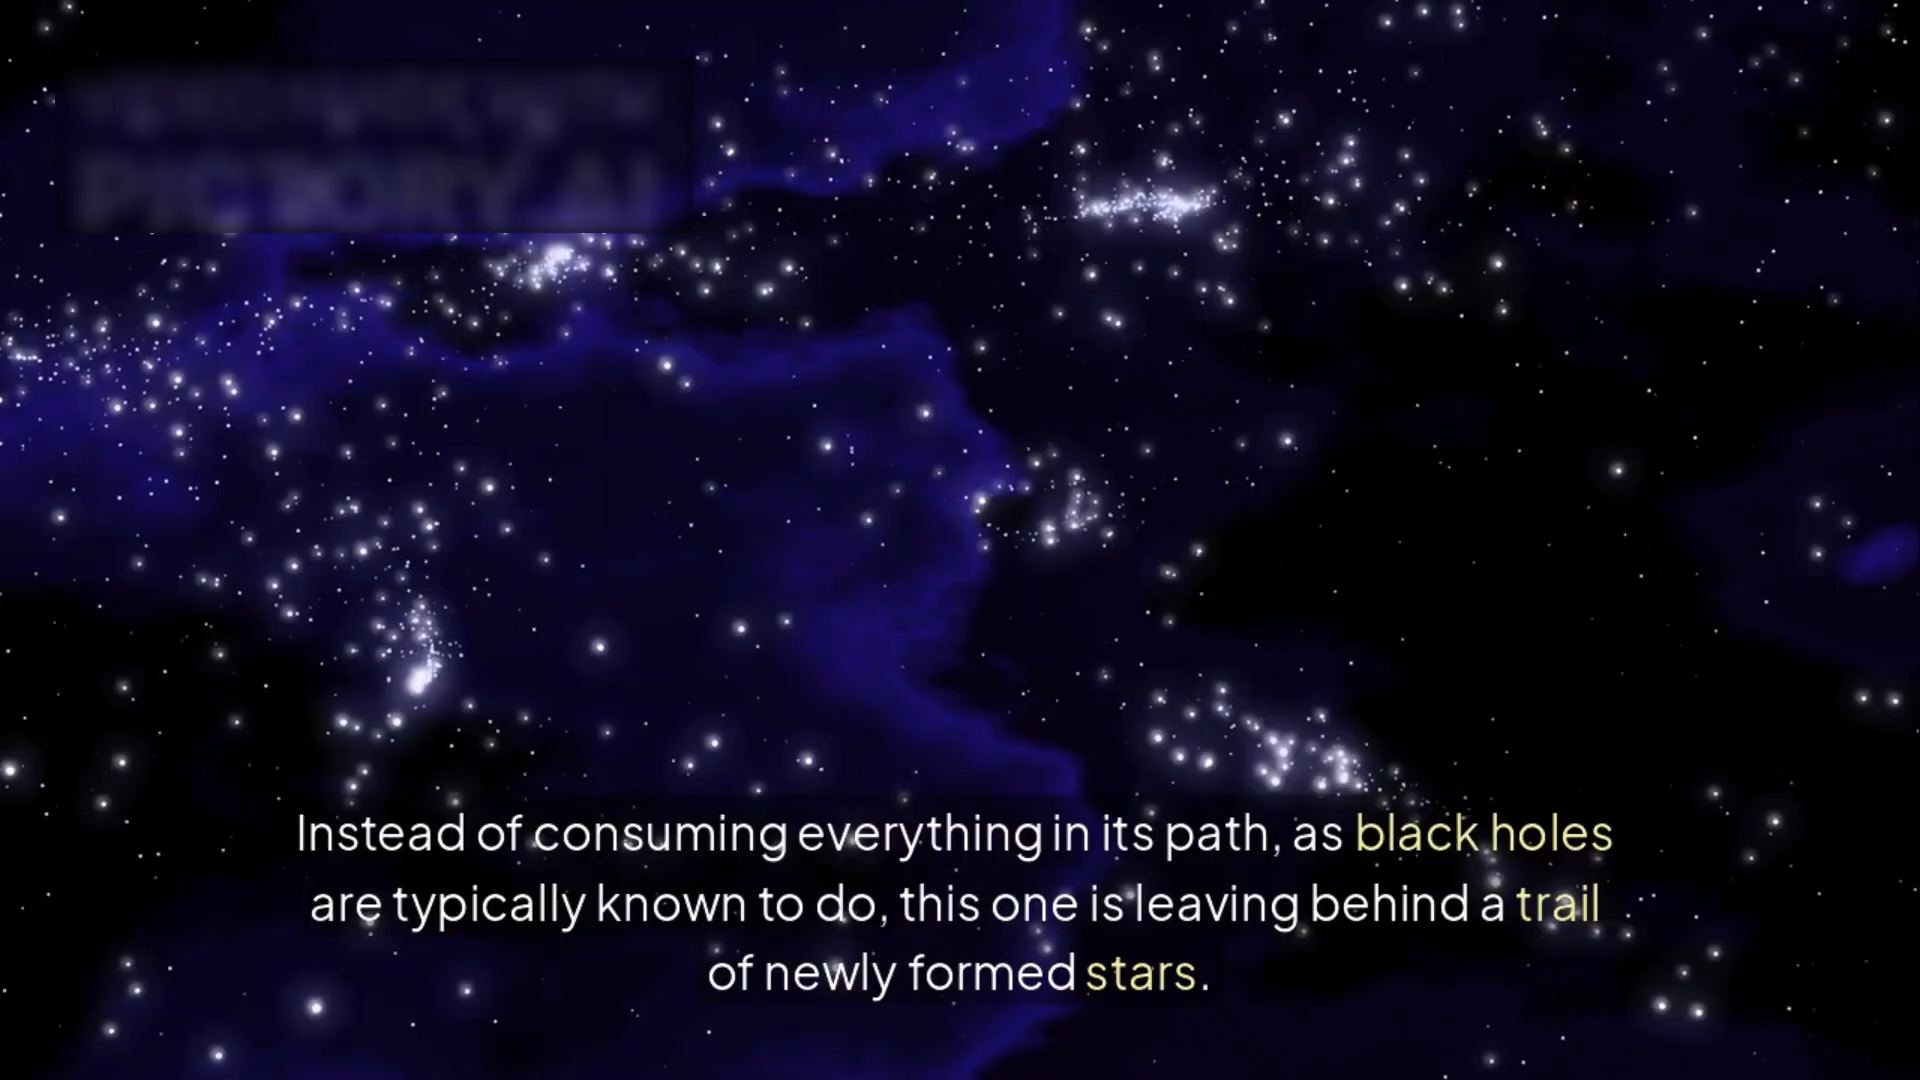 Instead of consuming everything in its path, as black holes
are typically known to do, this one is leaving behind a trail
of newly formed stars.